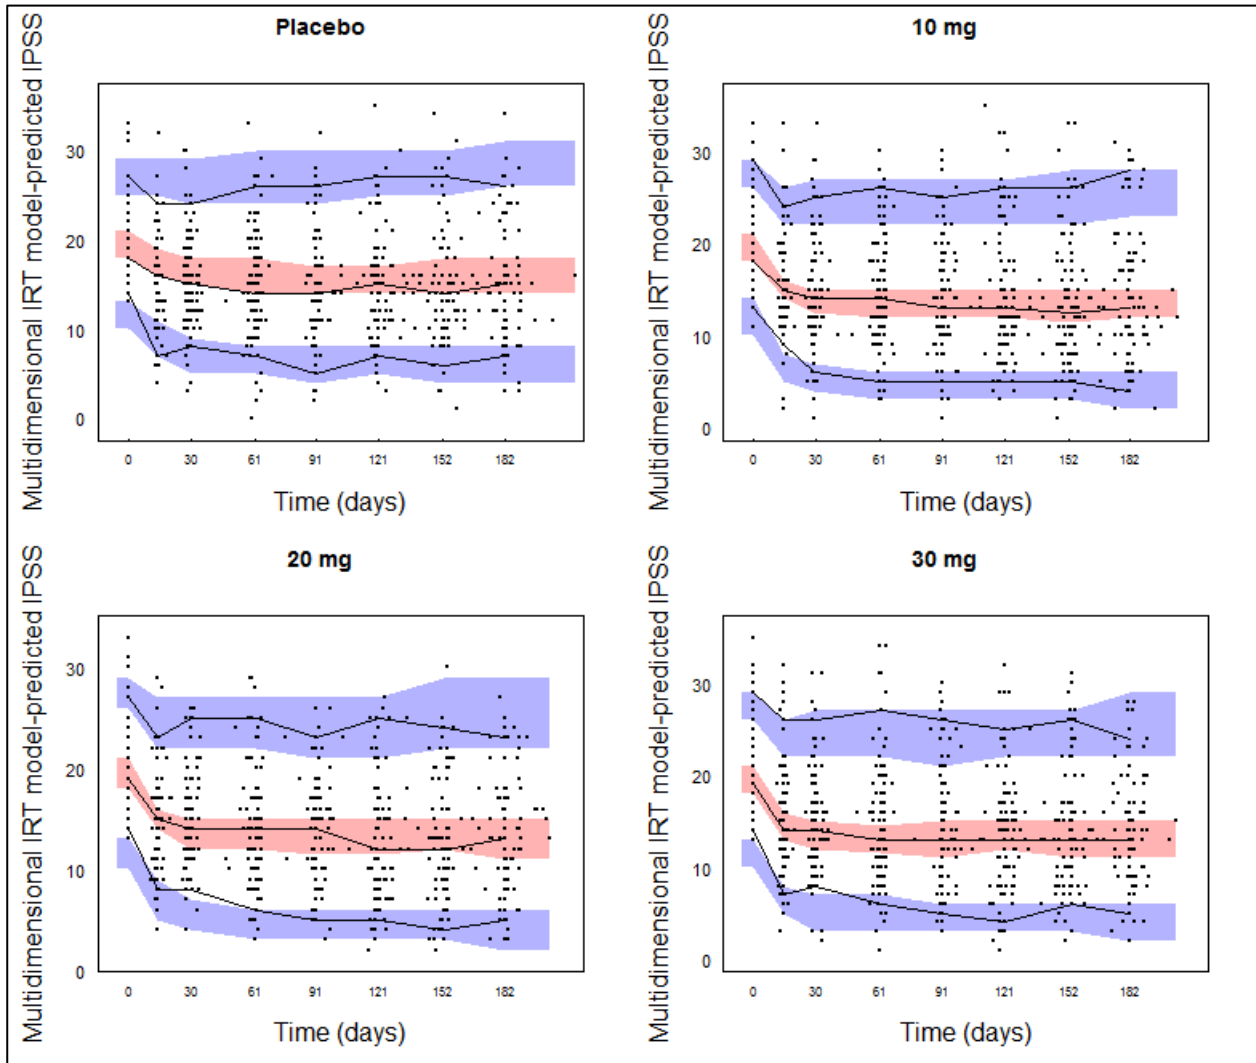 Placebo
Multidimensional IRT model-predicted IPSS
30
20
10
0
0 30 61 91 121 152 182
Time (days)
10 mg
Multidimensional IRT model-predicted IPSS
30
20
10
0
0 30 61 91 121 152 182
Time (days)
20 mg
Multidimensional IRT model-predicted IPSS
30
20
10
0
0 30 61 91 121 152 182
Time (days)
30 mg
Multidimensional IRT model-predicted IPSS
30
20
10
0
0 30 61 91 121 152 182
Time (days)